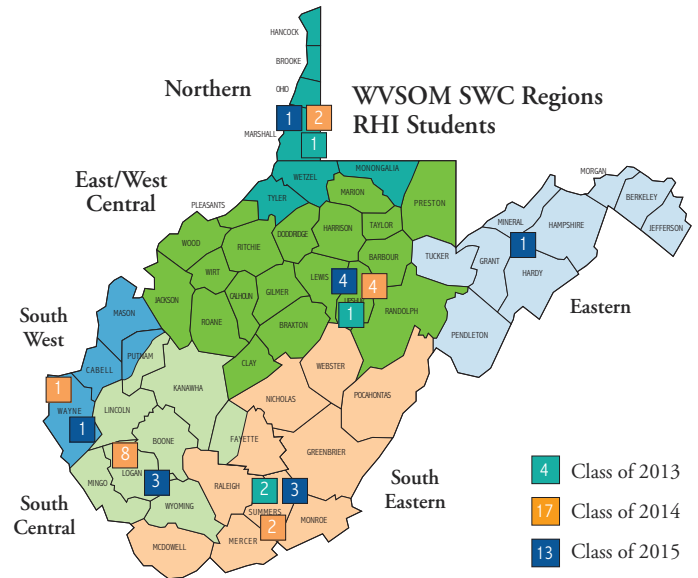 HANCOCK
BROOKE
Northern
OHIO
WVSOM SWC Regions
RHI Students
1
2
MARSHALL
1
East/West
Central
WETZEL
MONONGALIA
MORGAN
TYLER
MARION
PLEASANTS
PRESTON
BERKELEY
MINERAL
HAMPSHIRE
JEFFERSON
WOOD
RITCHIE
DODDRIDGE
HARRISON
TAYLOR
1
TUCKER
GRANT
HARDY
WIRT
LEWIS
BARBOUR
4
4
JACKSON
CALHOUN
GILMER
UPSHUR
RANDOLPH
Eastern
MASON
ROANE
BRAXTON
1
PENDLETON
South
West
PUTNAM
CABELL
CLAY
WEBSTER
KANAWHA
NICHOLAS
POCAHONTAS
1
WAYNE
LINCOLN
1
BOONE
FAYETTE
GREENBRIER
8
LOGAN
3
MINGO
RALEIGH
2
3
South
Eastern
South
Central
WYOMING
SUMMERS
2
MONROE
MERCER
MCDOWELL
4 Class of 2013
17 Class of 2014
13 Class of 2015